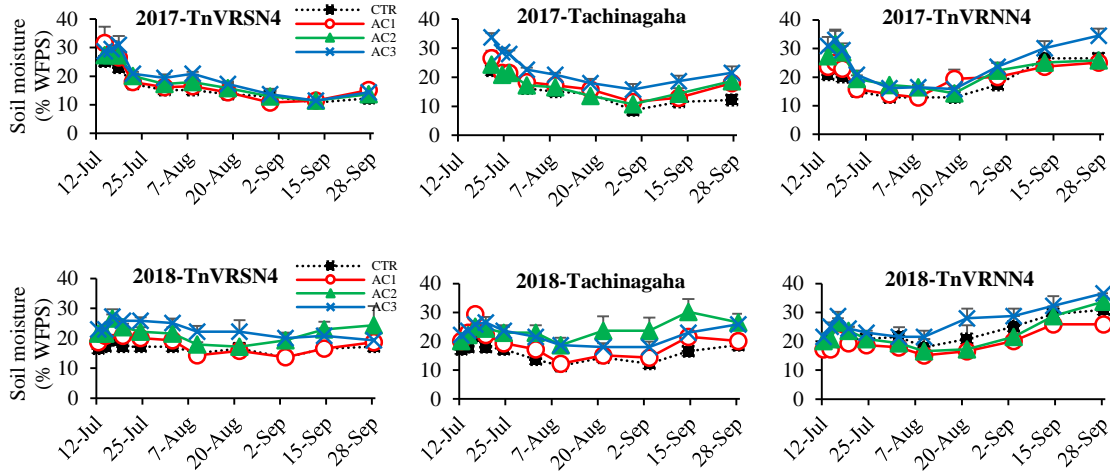 2017-TnVRSN4
CTR
AC1
AC2
AC3
Soil moisture
(% WFPS)
40
30
20
10
0
12-Jul
25-Jul
7-Aug
20-Aug
2-Sep
15-Sep
28-Sep
2017-Tachinagaha
40
30
20
10
0
12-Jul
25-Jul
7-Aug
20-Aug
2-Sep
15-Sep
28-Sep
2017-TnVRNN4
40
30
20
10
0
12-Jul
25-Jul
7-Aug
20-Aug
2-Sep
15-Sep
28-Sep
2018-TnVRSN4
CTR
AC1
AC2
AC3
Soil moisture
(% WFPS)
40
30
20
10
0
12-Jul
25-Jul
7-Aug
20-Aug
2-Sep
15-Sep
28-Sep
2018-Tachinagaha
40
30
20
10
0
12-Jul
25-Jul
7-Aug
20-Aug
2-Sep
15-Sep
28-Sep
2018-TnVRNN4
40
30
20
10
0
12-Jul
25-Jul
7-Aug
20-Aug
2-Sep
15-Sep
28-Sep